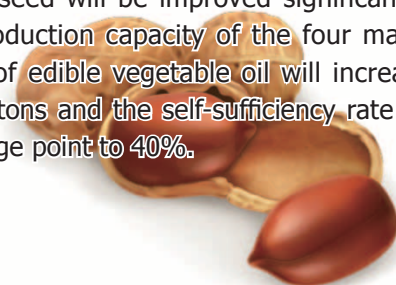 seed will be improved significan
oduction capacity of the four ma
of edible vegetable oil will increa
tons and the self-sufficiency rate
ge point to 40%.